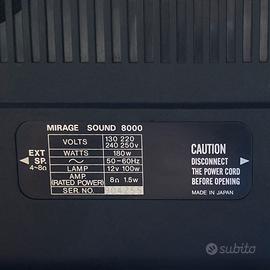 MIRAGE SOUND 8000
VOLTS 130 220
240 250v
WATTS 180w
～ 50-60Hz
LAMP 12v 100w
AMP
(RATED POWER) 8Ω 1.5w
SER. NO.
EXT
SP.
4~8Ω
CAUTION
DISCONNECT
THE POWER CORD
BEFORE OPENING
MADE IN JAPAN
subito